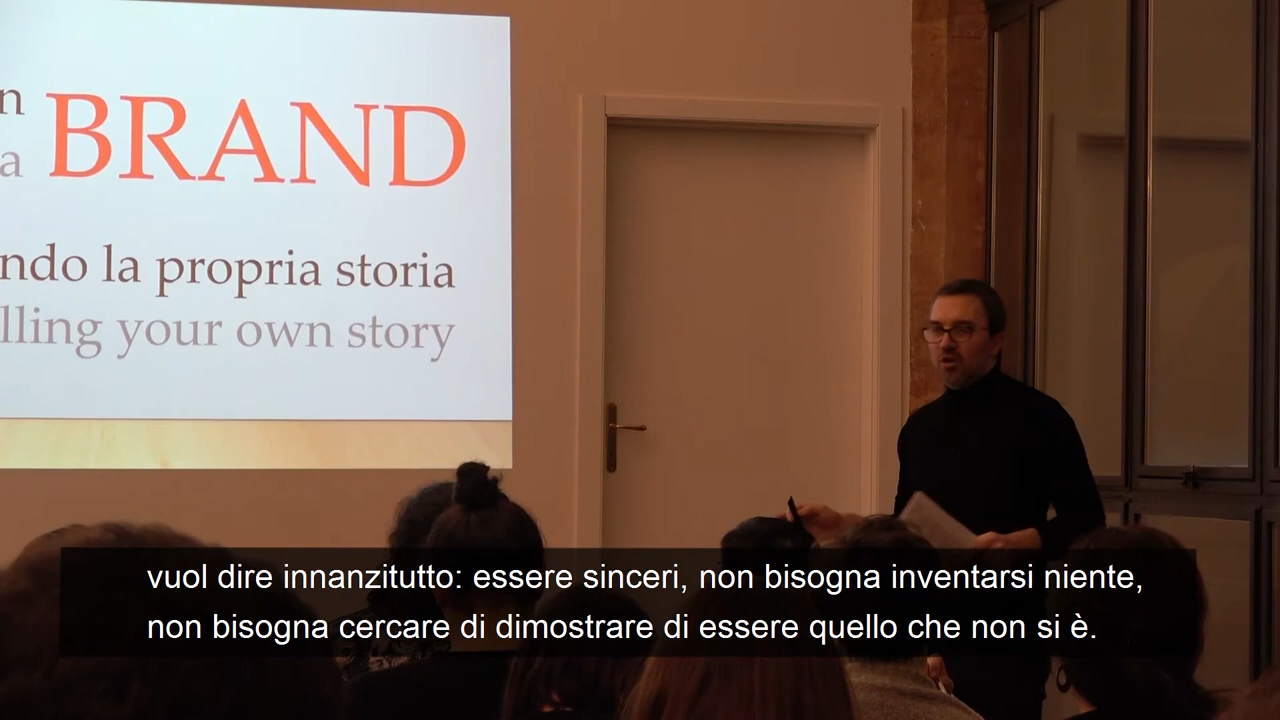 n BRAND
a
ndo la propria storia
lling your own story
vuol dire innanzitutto: essere sinceri, non bisogna inventarsi niente,
non bisogna cercare di dimostrare di essere quello che non si è.